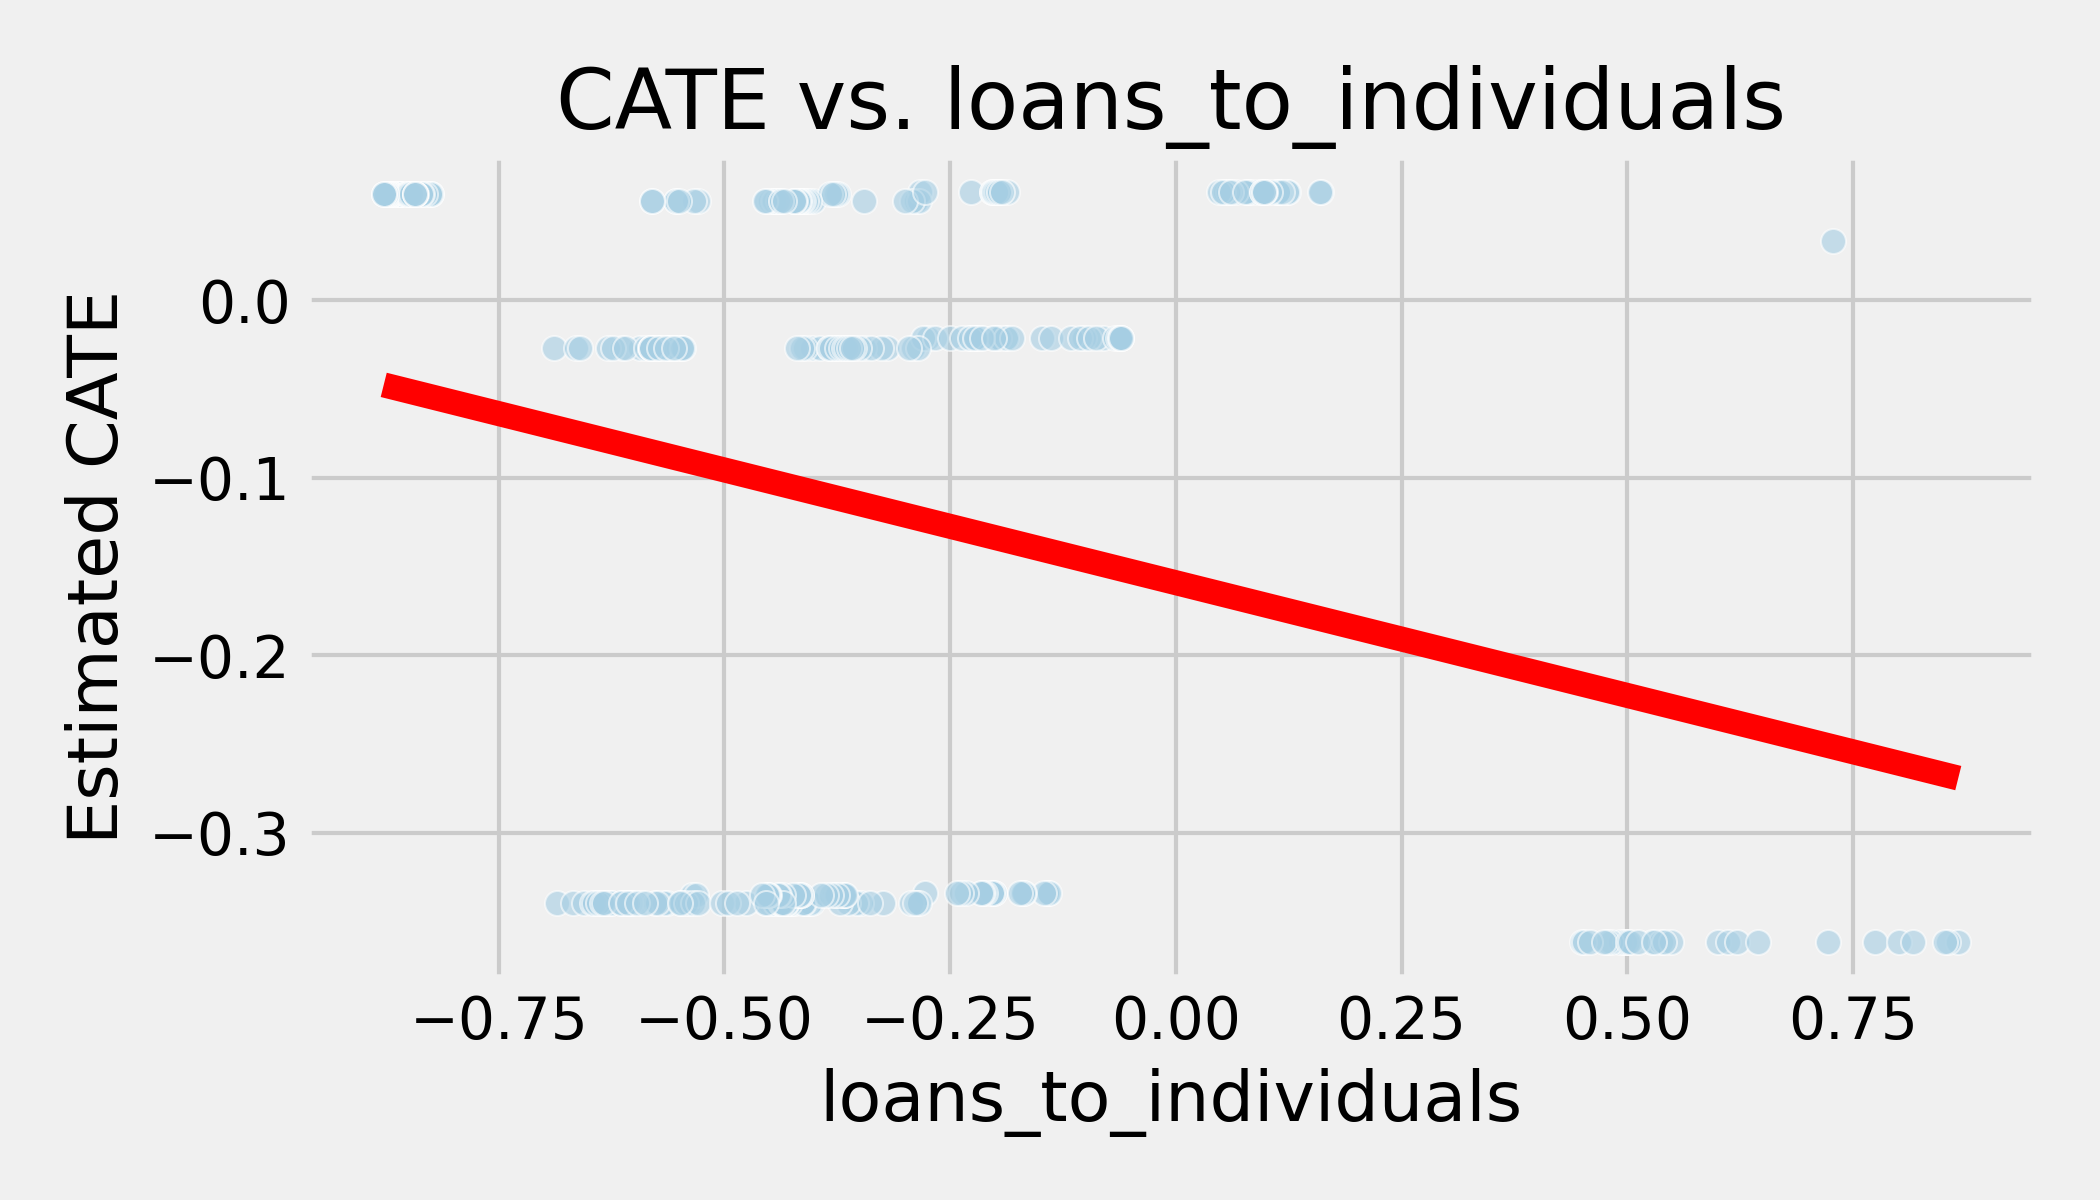 CATE vs. loans_to_individuals
Estimated CATE
0.0
−0.1
−0.2
−0.3
−0.75 −0.50 −0.25 0.00 0.25 0.50 0.75
loans_to_individuals